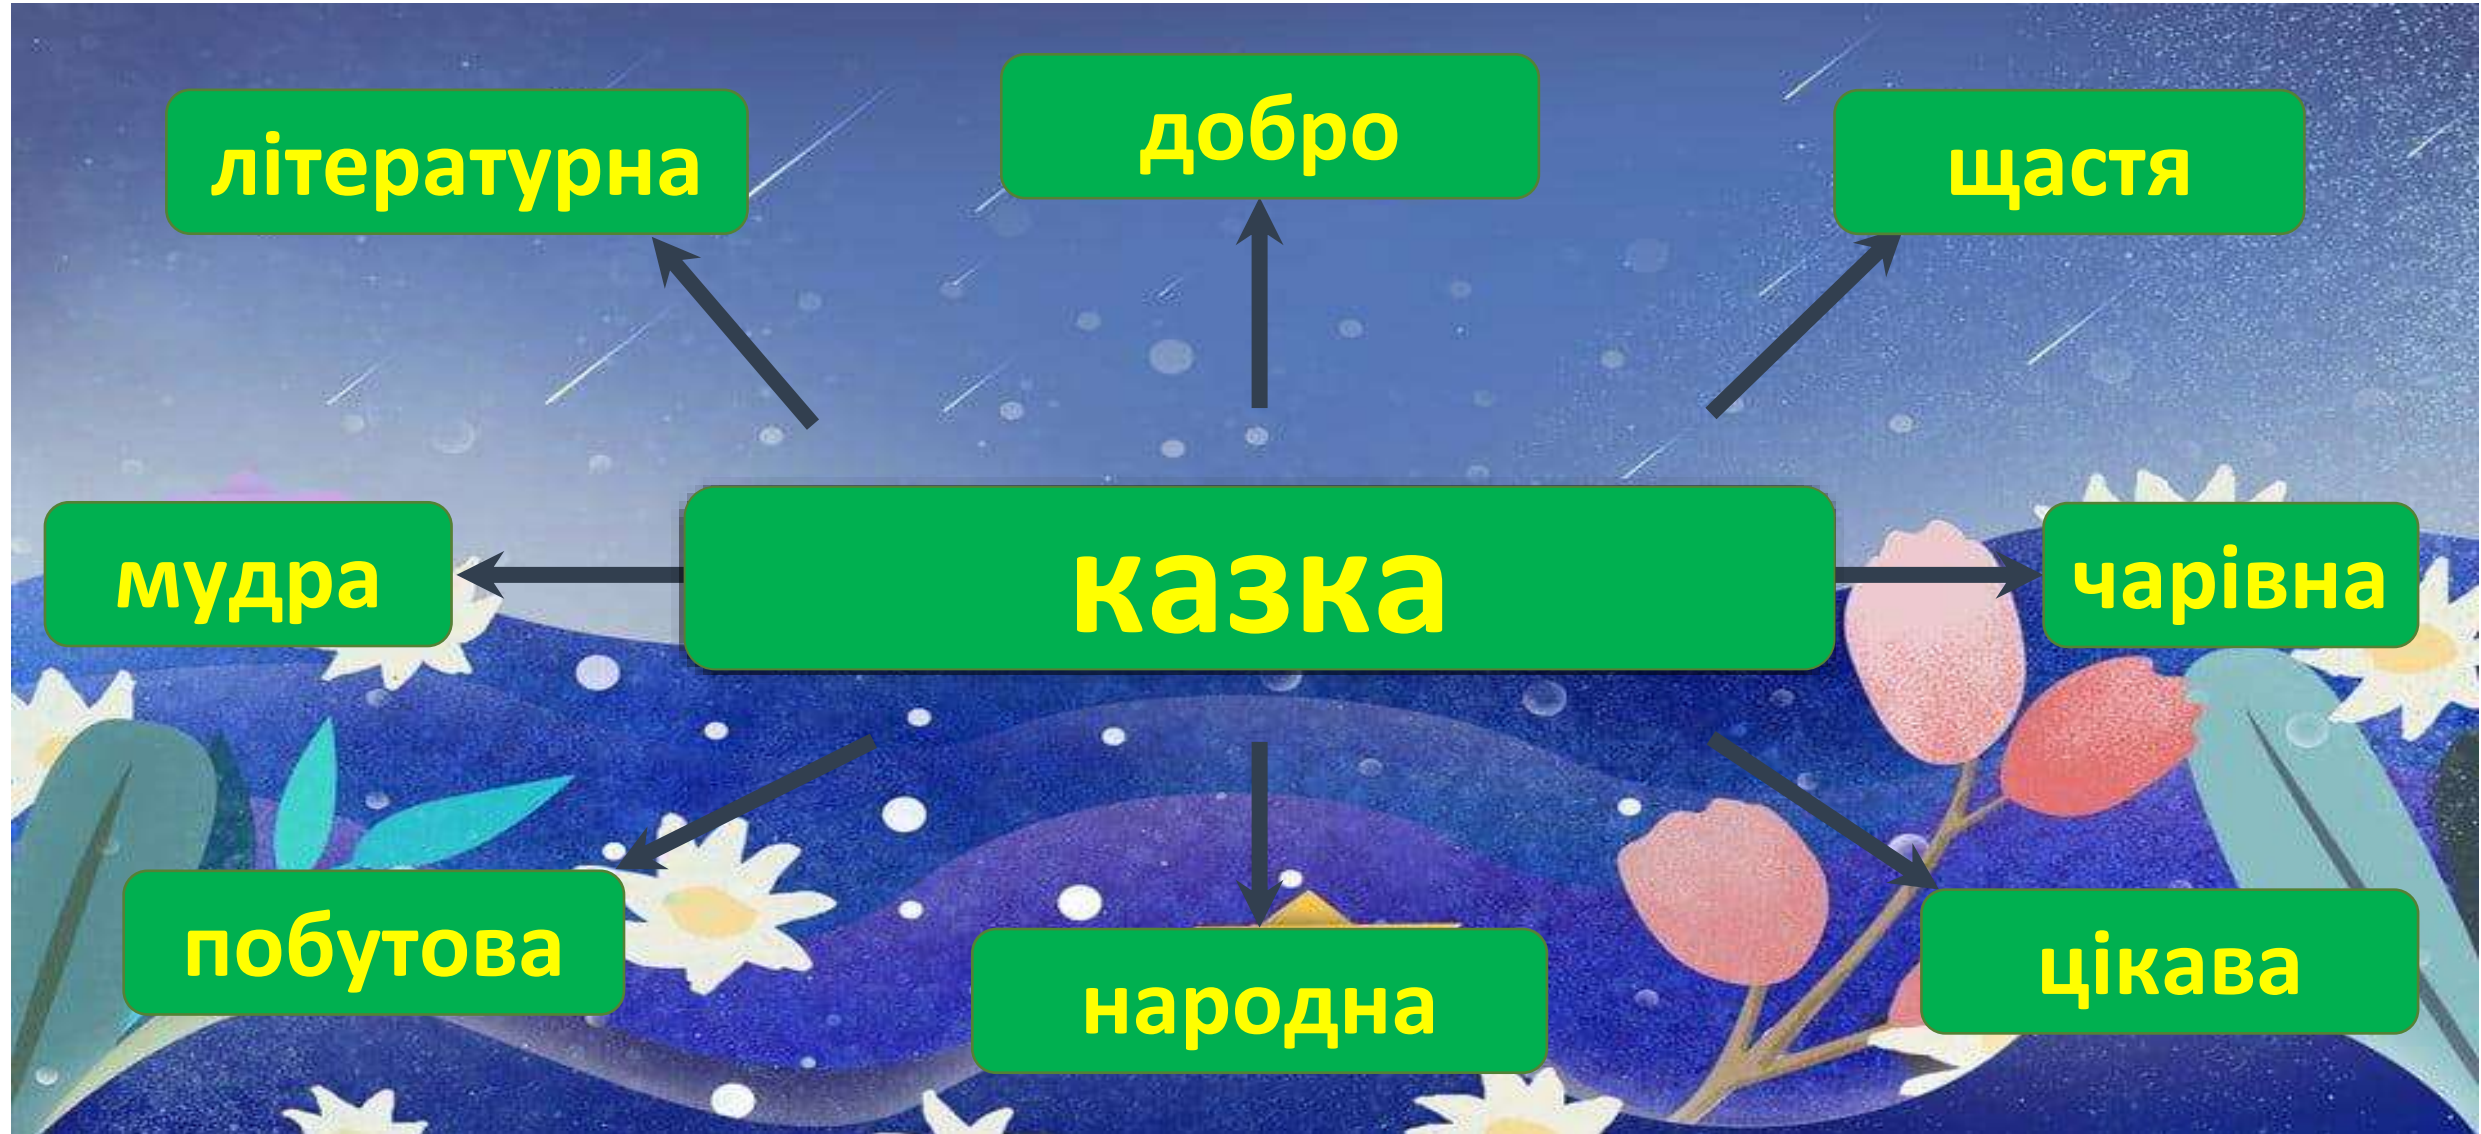 літературна
добро
щастя
мудра
казка
чарівна
побутова
народна
цікава